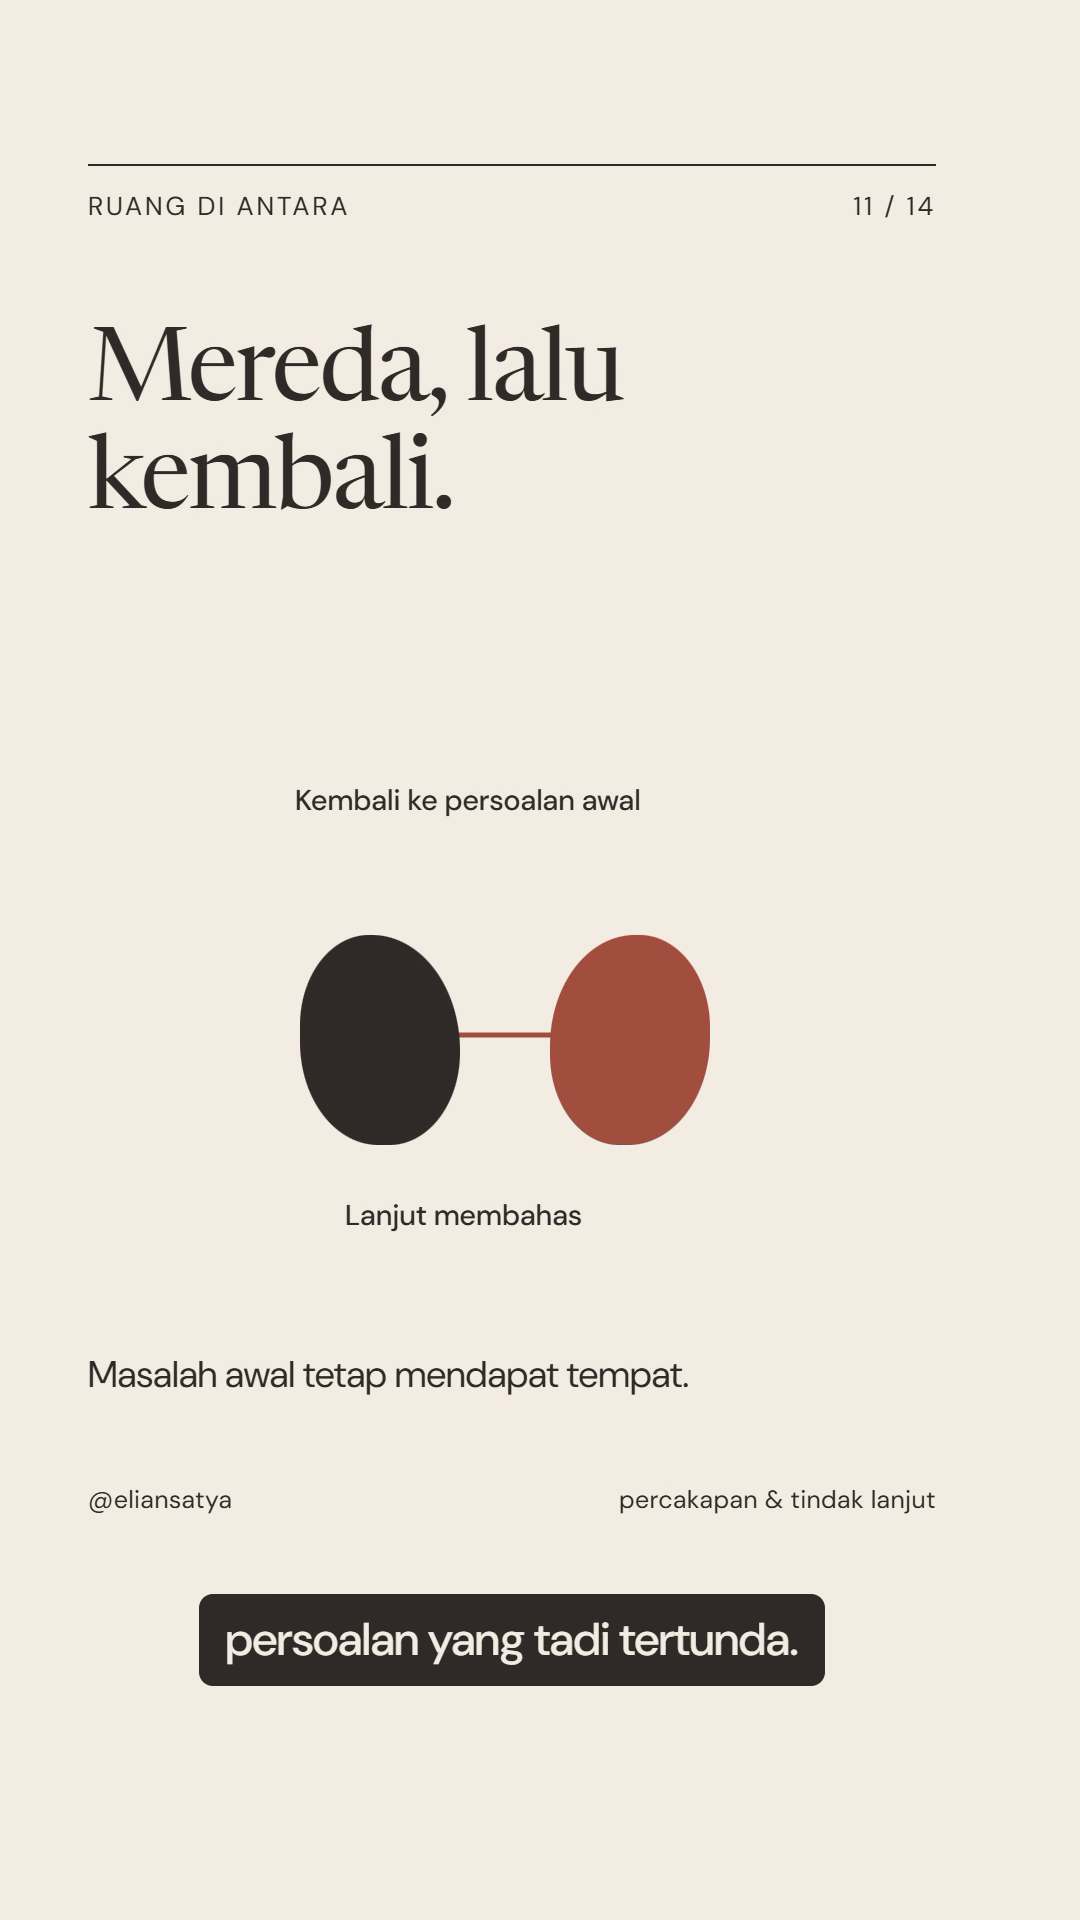 RUANG DI ANTARA
11 / 14
Mereda, lalu
kembali.
Kembali ke persoalan awal
Lanjut membahas
Masalah awal tetap mendapat tempat.
@eliansatya
percakapan & tindak lanjut
persoalan yang tadi tertunda.